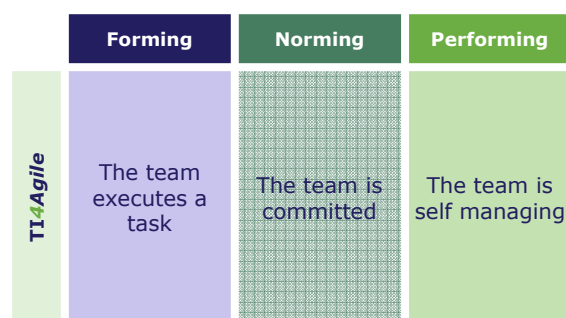 Forming
Norming
Performing
TI4Agile
The team
executes a
task
The team is
committed
The team is
self managing